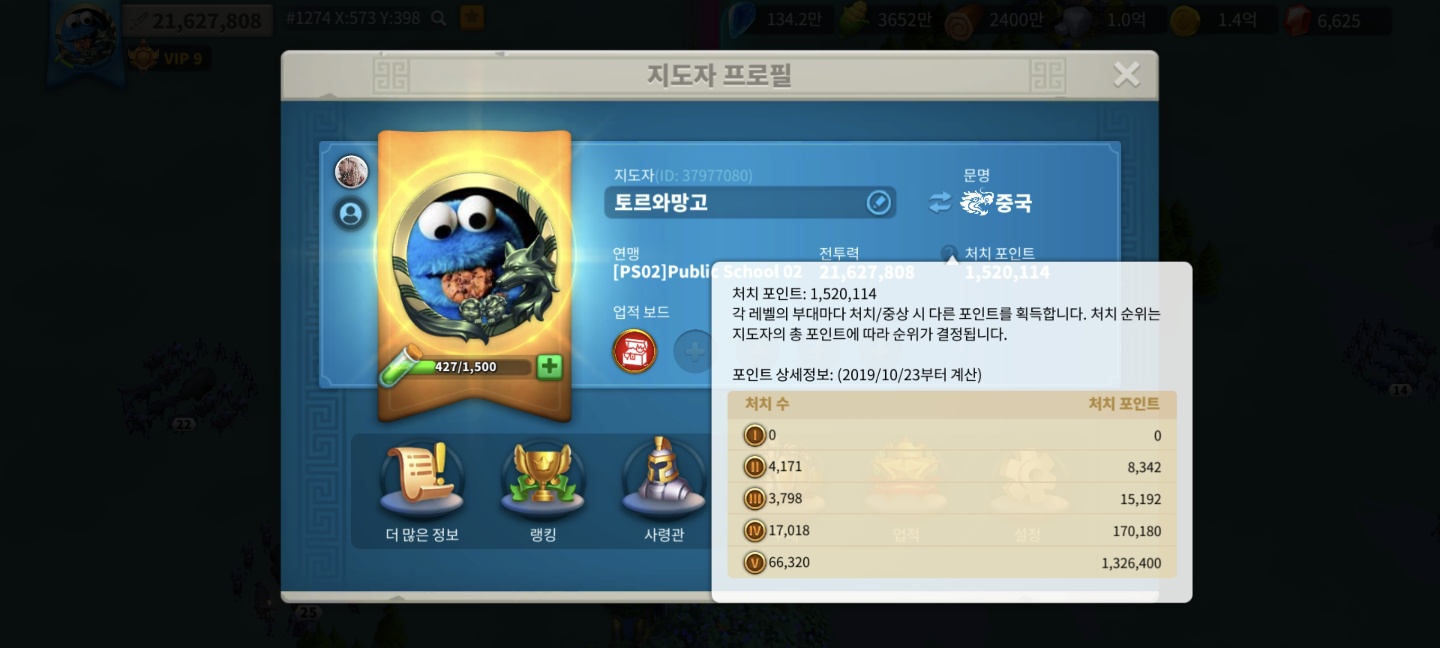 21,627,808
#1274 X:573 Y:398
134.2만
3652만
2400만
1.0억
1.4억
6,625
VIP 9
지도자 프로필
지도자(ID: 37977080)
문명
토르와망고
중국
연맹
전투력
처치 포인트
[PS02]Public School 02
21,627,808
1,520,114
업적 보드
처치 포인트: 1,520,114
각 레벨의 부대마다 처치/중상 시 다른 포인트를 획득합니다. 처치 순위는
지도자의 총 포인트에 따라 순위가 결정됩니다.
427/1,500
포인트 상세정보: (2019/10/23부터 계산)
처치 수
처치 포인트
I 0
0
II 4,171
8,342
III 3,798
15,192
IV 17,018
170,180
V 66,320
1,326,400
더 많은 정보
랭킹
사령관
업적
설정
22
25
14